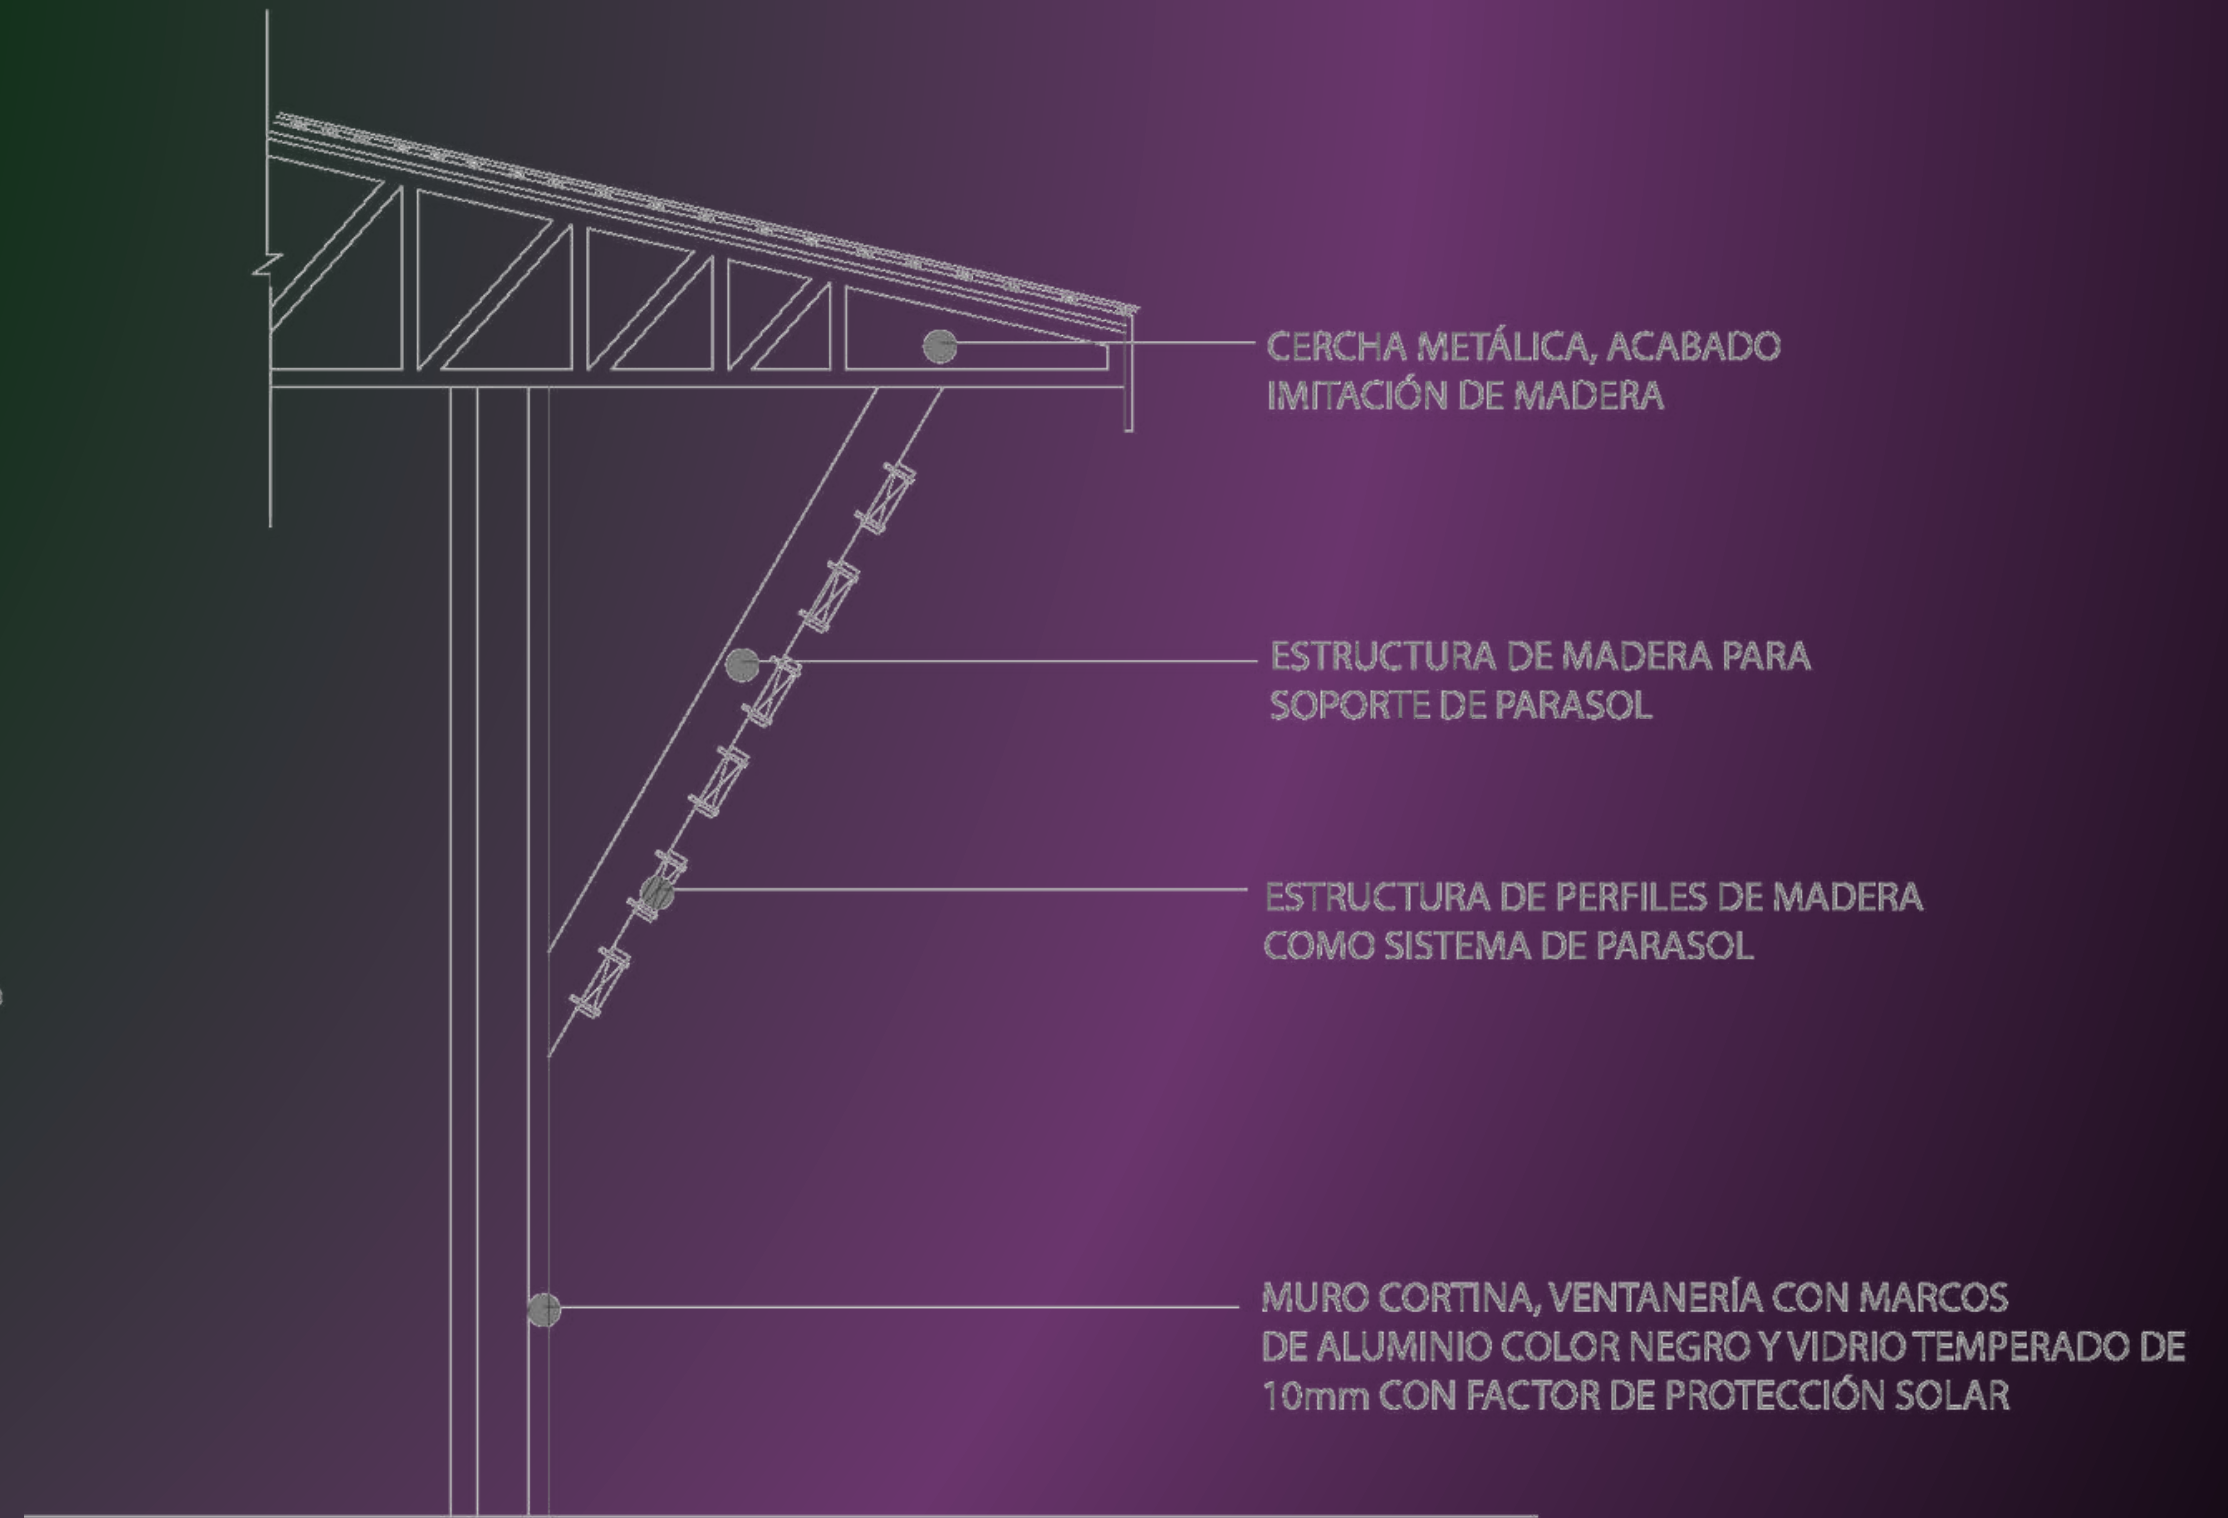 CERCHA METÁLICA, ACABADO
IMITACIÓN DE MADERA
ESTRUCTURA DE MADERA PARA
SOPORTE DE PARASOL
ESTRUCTURA DE PERFILES DE MADERA
COMO SISTEMA DE PARASOL
MURO CORTINA, VENTANERÍA CON MARCOS
DE ALUMINIO COLOR NEGRO Y VIDRIO TEMPERADO DE
10mm CON FACTOR DE PROTECCIÓN SOLAR